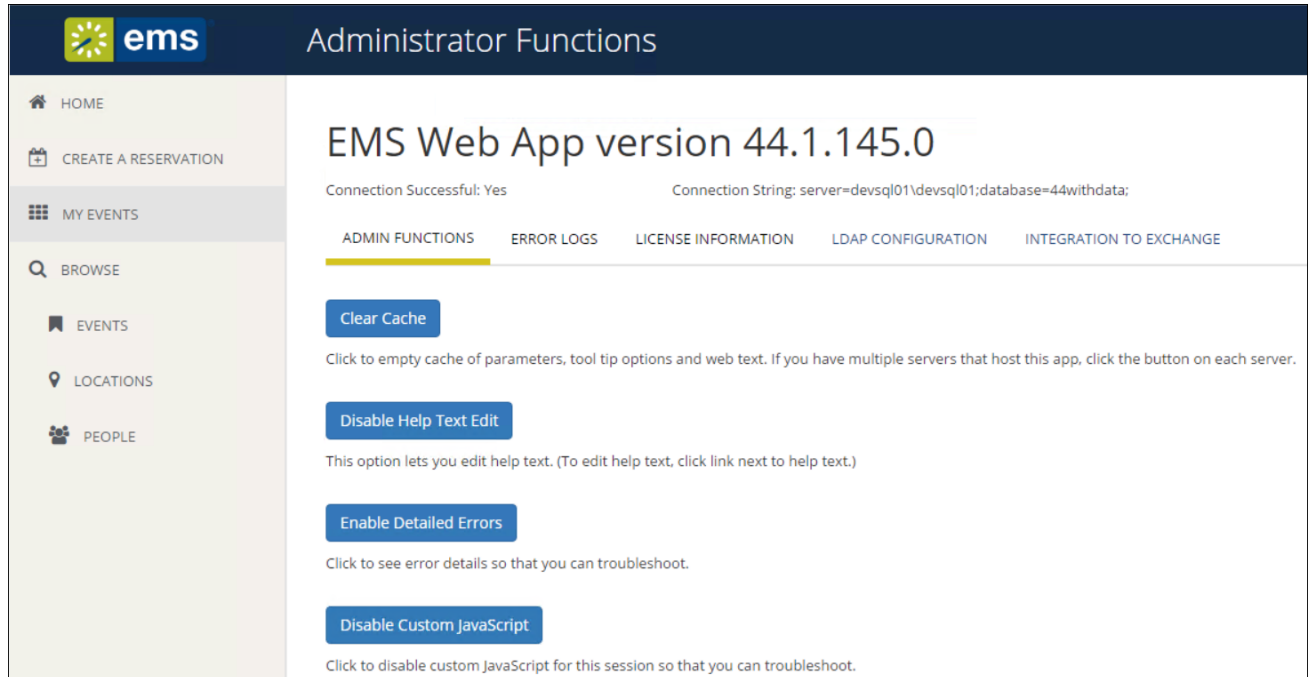 ems
Administrator Functions
HOME
CREATE A RESERVATION
MY EVENTS
BROWSE
EVENTS
LOCATIONS
PEOPLE
EMS Web App version 44.1.145.0
Connection Successful: Yes
Connection String: server=devsql01\devsql01;database=44withdata;
ADMIN FUNCTIONS
ERROR LOGS
LICENSE INFORMATION
LDAP CONFIGURATION
INTEGRATION TO EXCHANGE
Clear Cache
Click to empty cache of parameters, tool tip options and web text. If you have multiple servers that host this app, click the button on each server.
Disable Help Text Edit
This option lets you edit help text. (To edit help text, click link next to help text.)
Enable Detailed Errors
Click to see error details so that you can troubleshoot.
Disable Custom JavaScript
Click to disable custom JavaScript for this session so that you can troubleshoot.